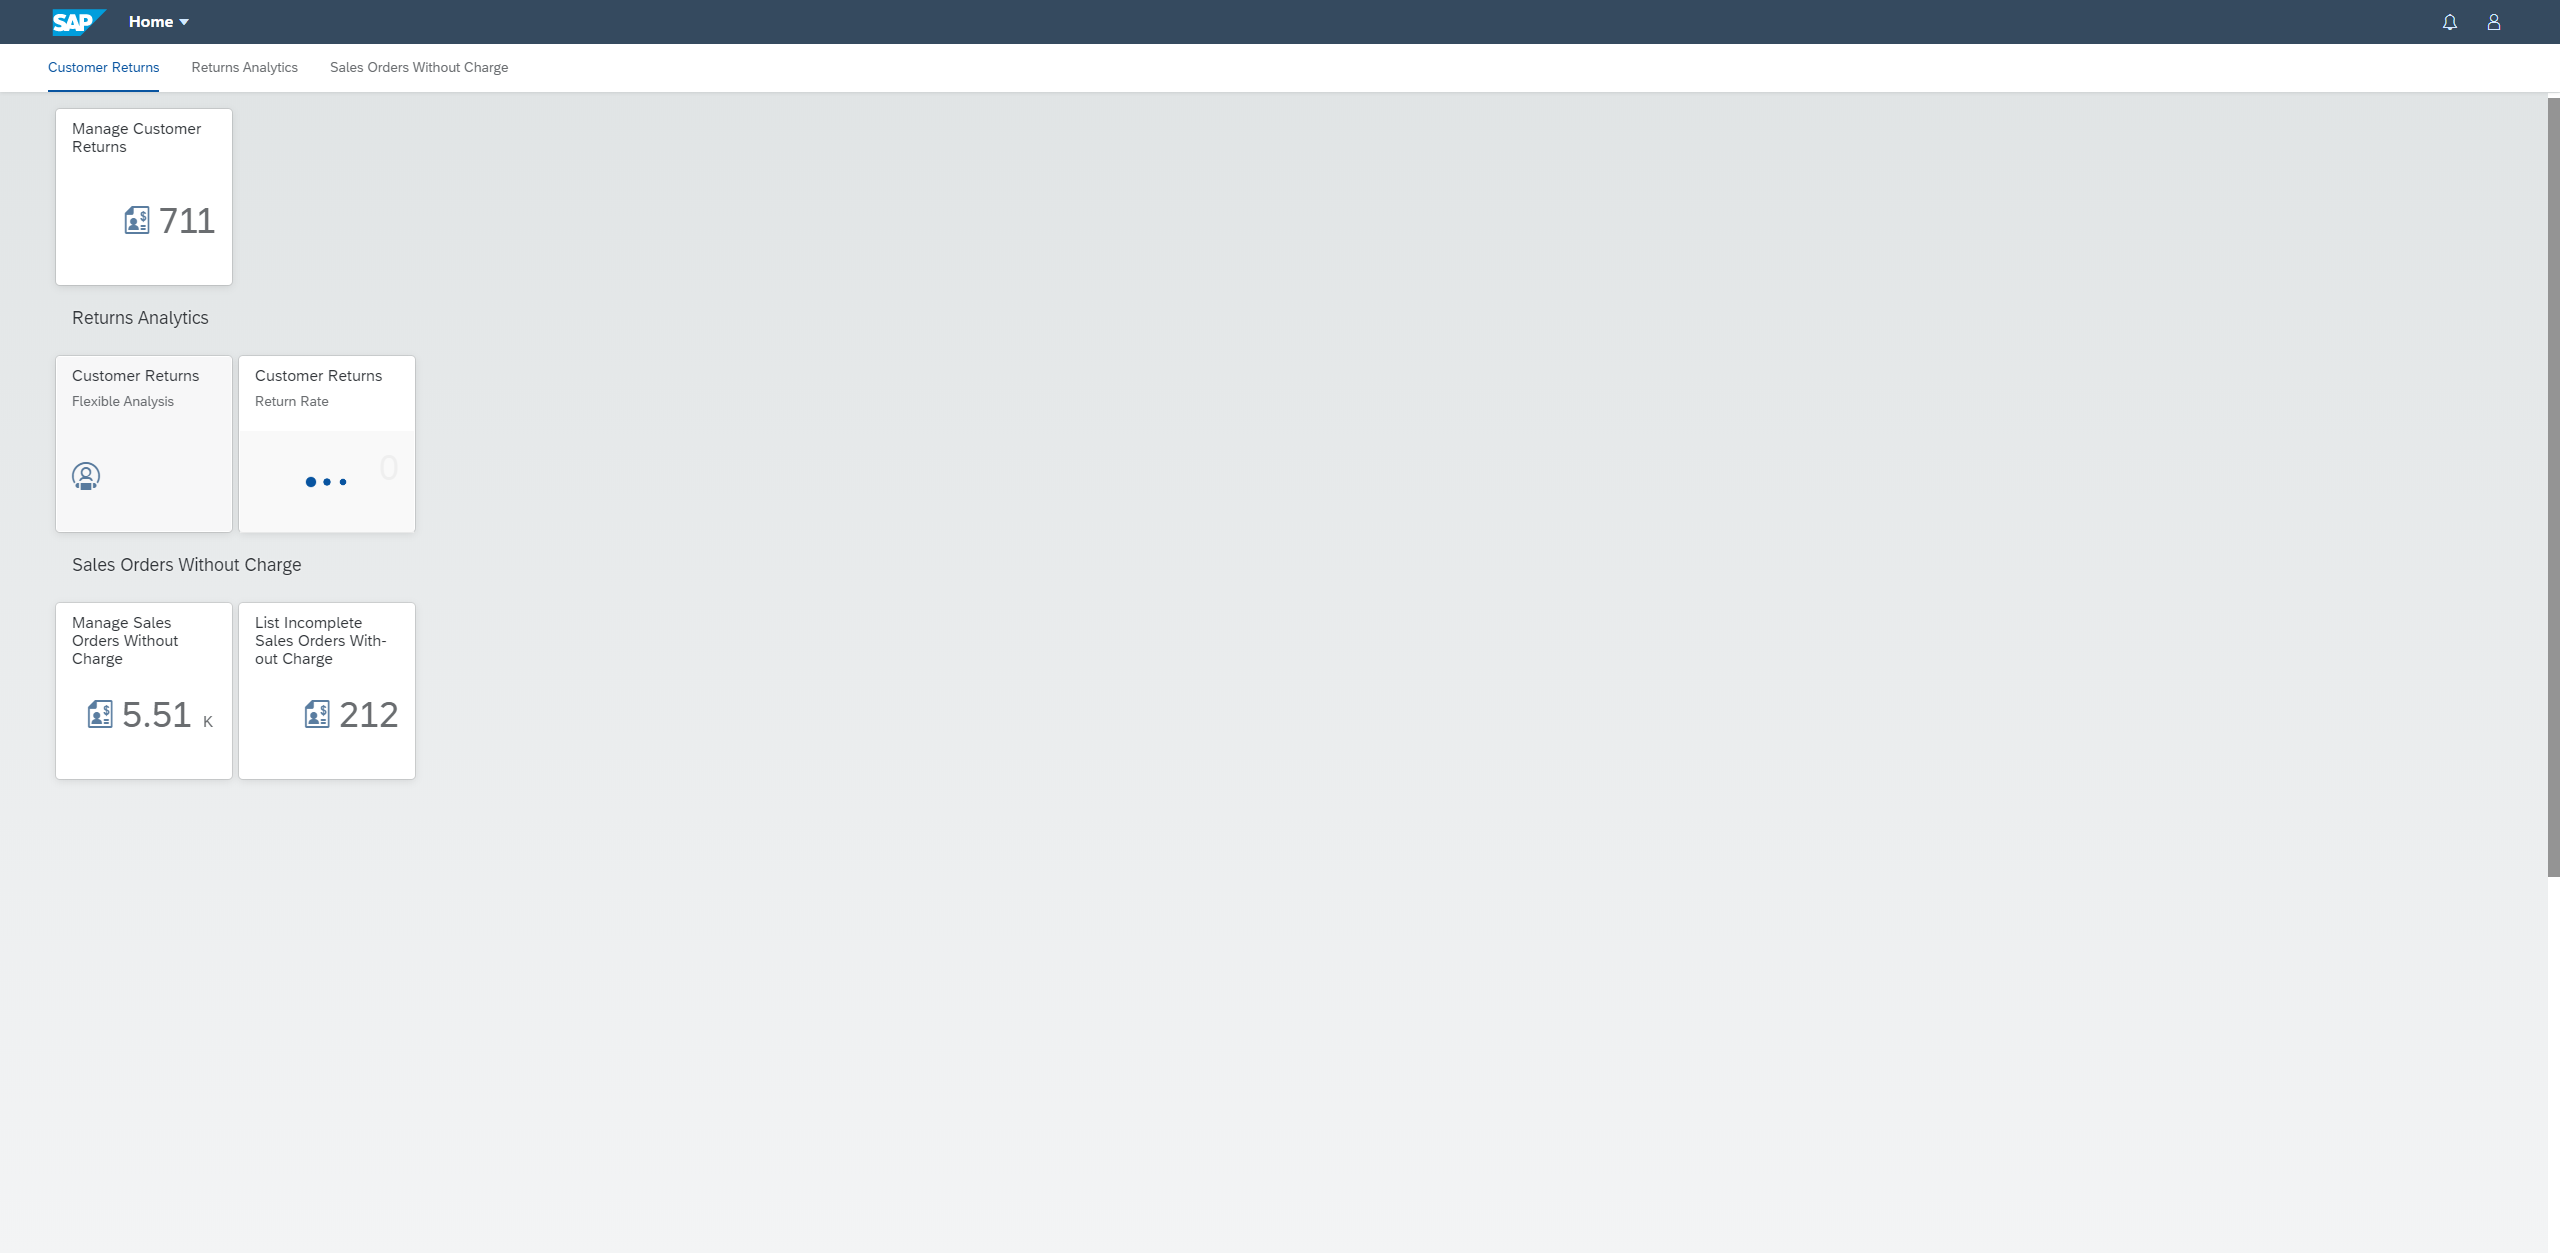 SAP Home
Customer Returns Returns Analytics Sales Orders Without Charge
Manage Customer
Returns
711
Returns Analytics
Customer Returns
Flexible Analysis
Customer Returns
Return Rate
0
Sales Orders Without Charge
Manage Sales
Orders Without
Charge
5.51 K
List Incomplete
Sales Orders With-
out Charge
212